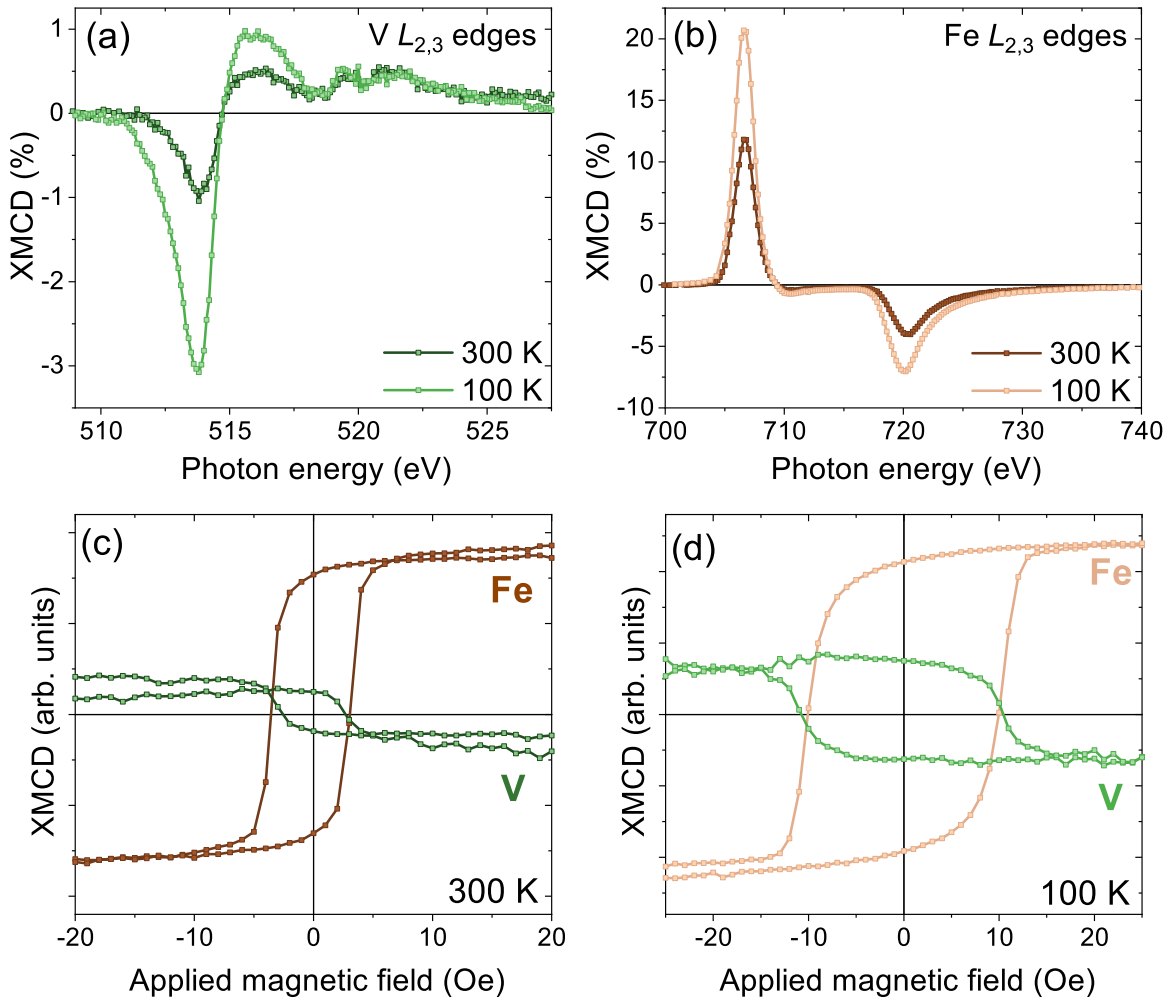 (a)
V L2,3 edges
1
0
-1
-2
-3
XMCD (%)
300 K
100 K
510
515
520
525
Photon energy (eV)
(b)
Fe L2,3 edges
20
15
10
5
0
-5
-10
XMCD (%)
300 K
100 K
700
710
720
730
740
Photon energy (eV)
(c)
Fe
V
300 K
XMCD (arb. units)
-20
-10
0
10
20
Applied magnetic field (Oe)
(d)
Fe
V
100 K
XMCD (arb. units)
-20
-10
0
10
20
Applied magnetic field (Oe)